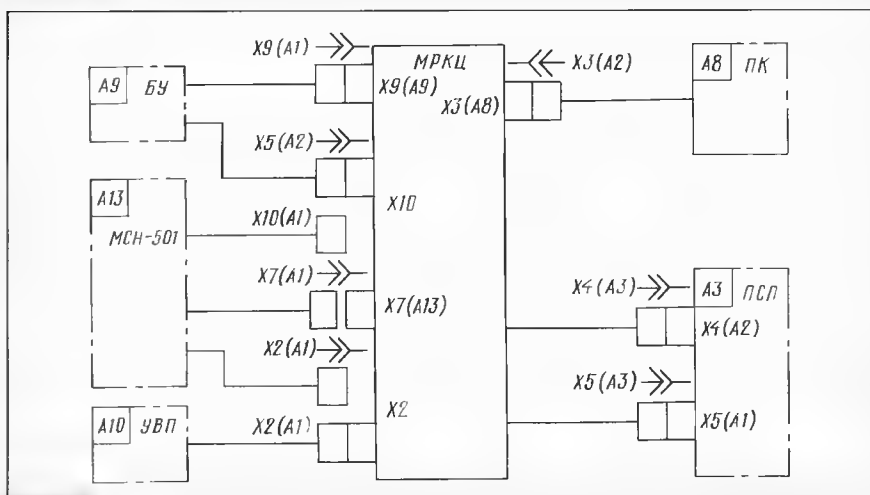 X9(A1)
МРКЦ
X3(A2)
A9 БУ
X9(A9)
A8 ПК
X3(A8)
X5(A2)
A13
X10
X10(A1)
МСН-501
X7(A1)
X4(A3)
A3 ПСП
X7(A13)
X4(A2)
X2(A1)
X5(A3)
X2
X5(A1)
A10 УВП
X2(A1)